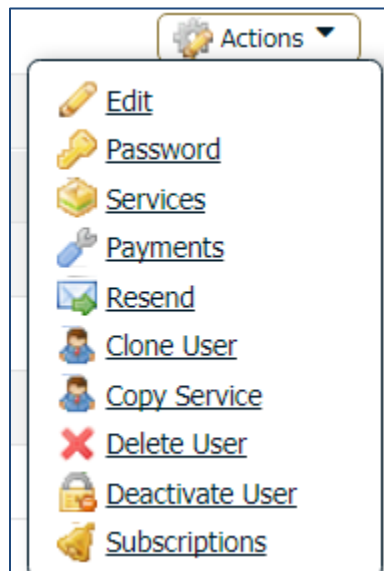 Actions
Edit
Password
Services
Payments
Resend
Clone User
Copy Service
Delete User
Deactivate User
Subscriptions